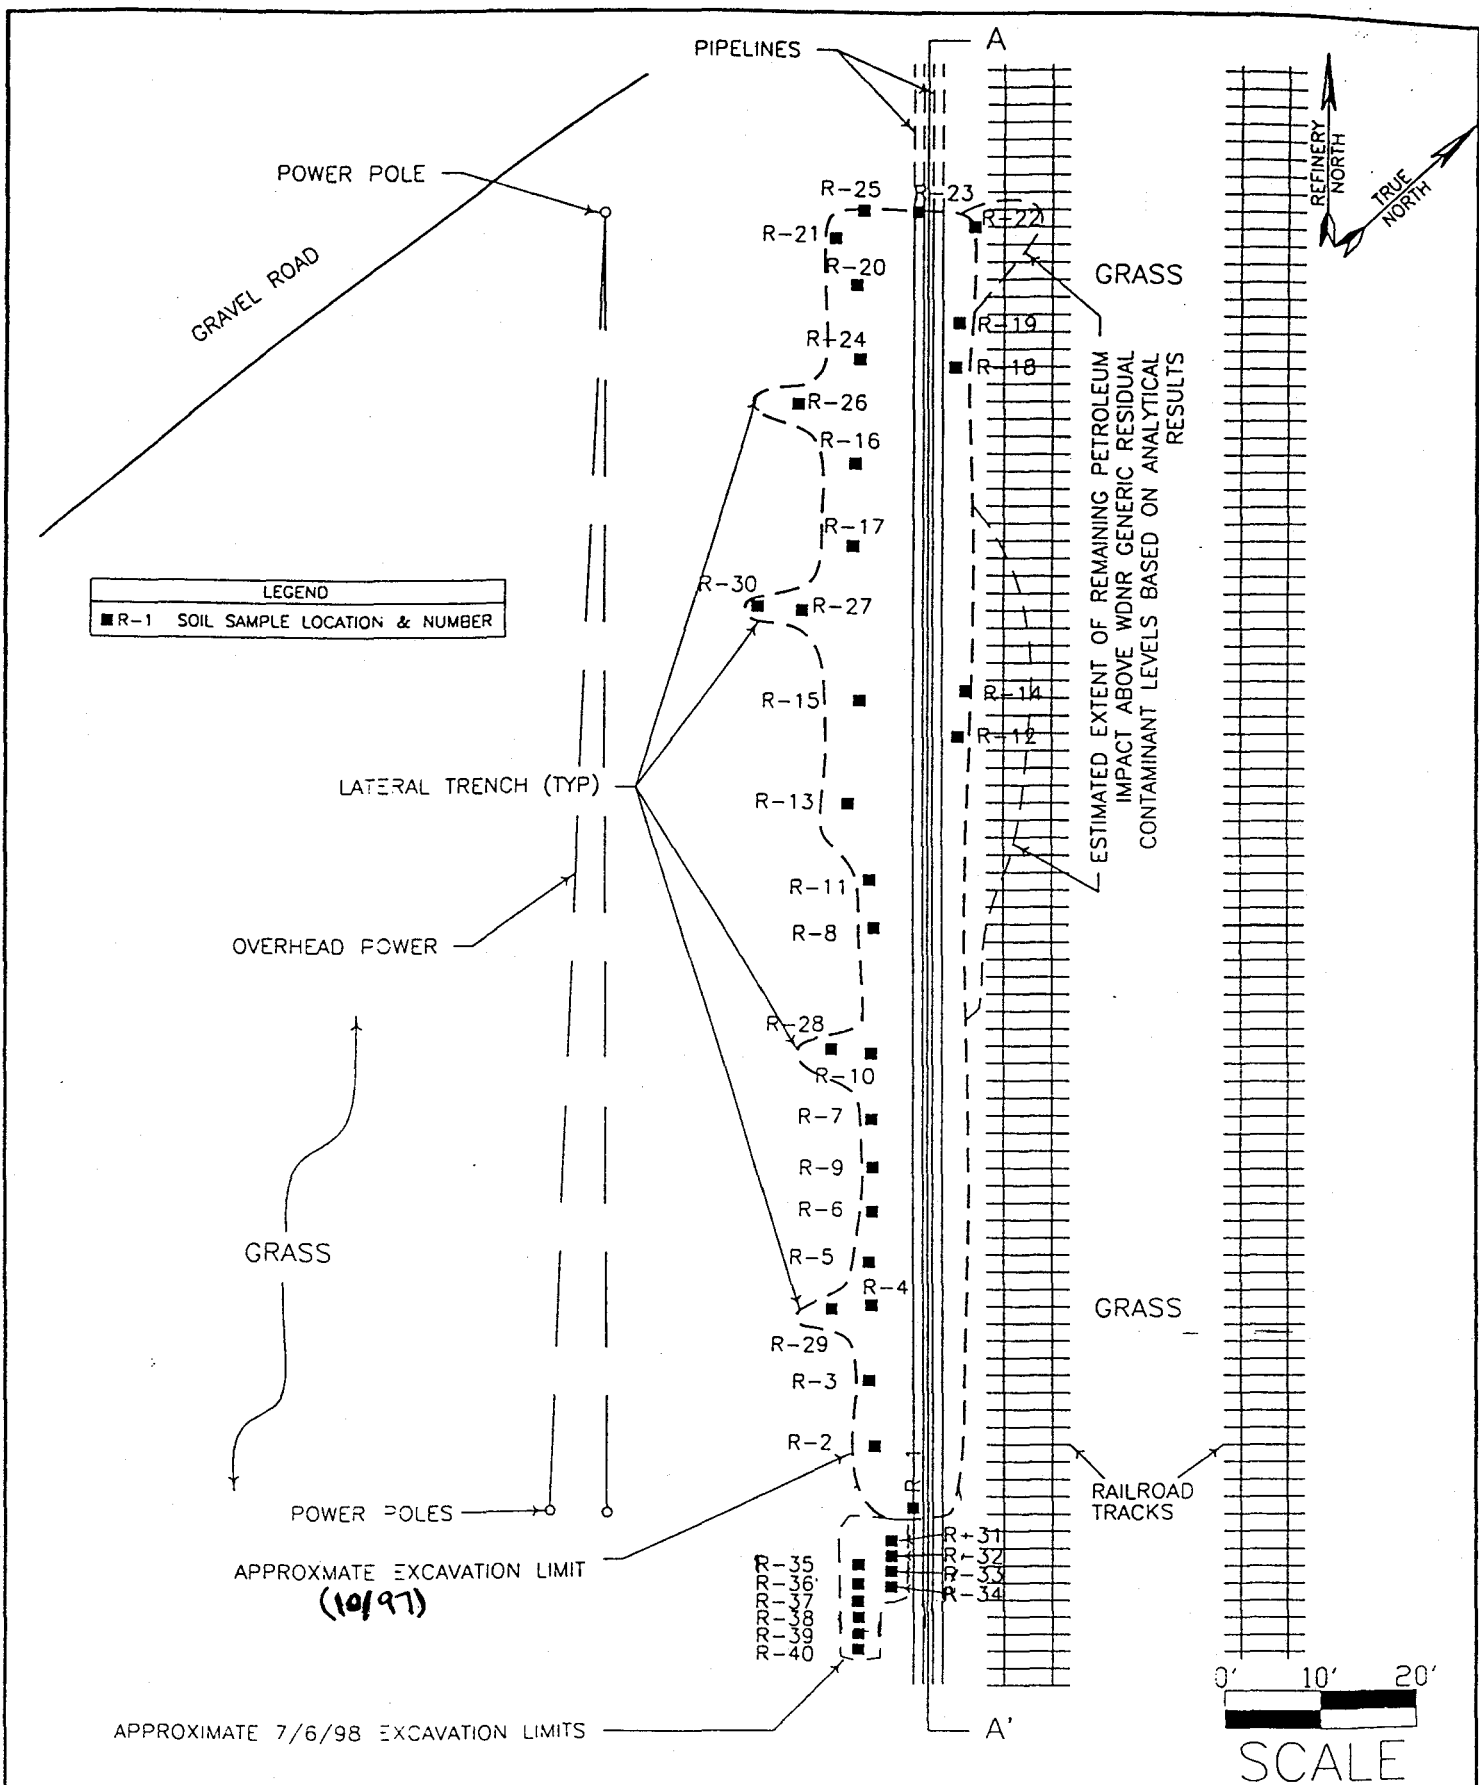 A
PIPELINES
REFINERY
NORTH
TRUE
NORTH
POWER POLE
R-25
R-23
R-22
R-21
GRAVEL ROAD
R-20
GRASS
R-19
R-24
R-18
R-26
R-16
ESTIMATED EXTENT OF REMAINING PETROLEUM
IMPACT ABOVE WDNR GENERIC RESIDUAL
CONTAMINANT LEVELS BASED ON ANALYTICAL
RESULTS
R-17
LEGEND
R-1 SOIL SAMPLE LOCATION & NUMBER
R-30
R-27
R-15
R-14
R-12
LATERAL TRENCH (TYP)
R-13
R-11
R-8
OVERHEAD POWER
R-28
R-10
R-7
R-9
R-6
GRASS
R-5
R-4
GRASS
R-29
R-3
R-2
R-1
RAILROAD
TRACKS
POWER POLES
R-31
R-32
R-33
R-34
APPROXMATE EXCAVATION LIMIT
(10/97)
R-35
R-36
R-37
R-38
R-39
R-40
APPROXIMATE 7/6/98 EXCAVATION LIMITS
A'
0' 10' 20'
SCALE